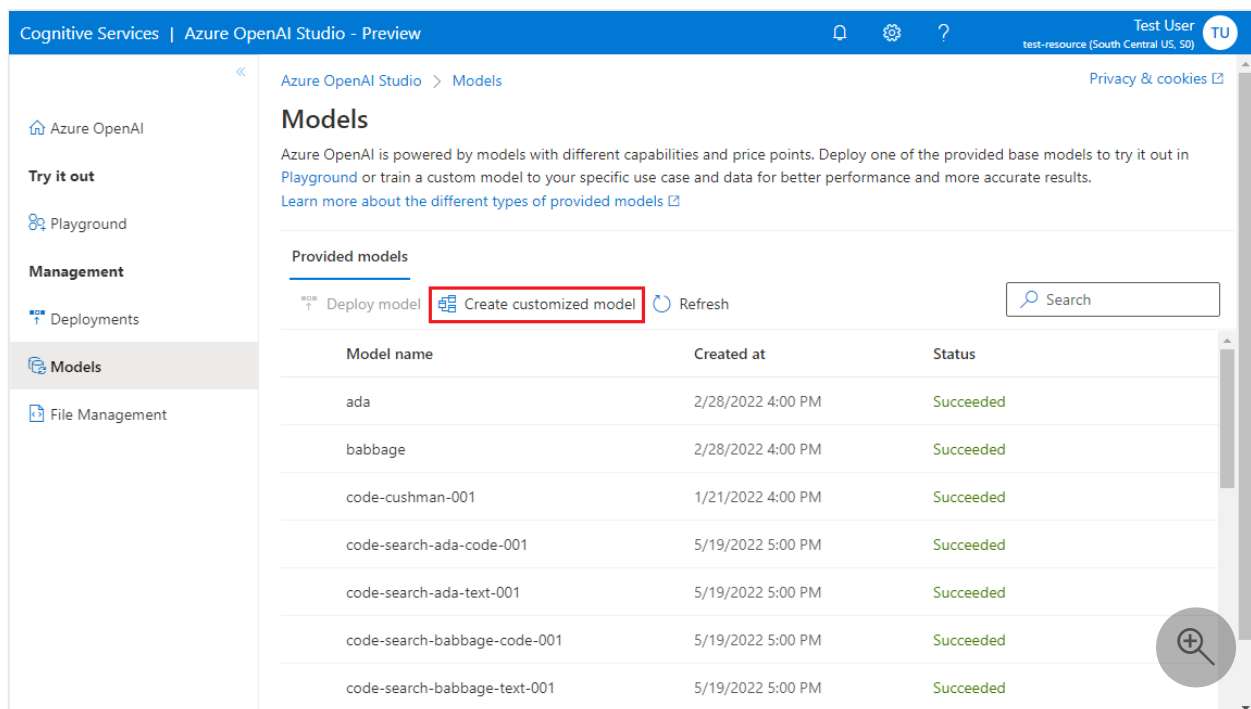 Cognitive Services | Azure OpenAI Studio - Preview
Test User
test-resource (South Central US, S0)
TU
Azure OpenAI
Try it out
Playground
Management
Deployments
Models
File Management
Azure OpenAI Studio > Models
Privacy & cookies
Models
Azure OpenAI is powered by models with different capabilities and price points. Deploy one of the provided base models to try it out in
Playground or train a custom model to your specific use case and data for better performance and more accurate results.
Learn more about the different types of provided models
Provided models
Deploy model Create customized model Refresh Search
Model name Created at Status
ada 2/28/2022 4:00 PM Succeeded
babbage 2/28/2022 4:00 PM Succeeded
code-cushman-001 1/21/2022 4:00 PM Succeeded
code-search-ada-code-001 5/19/2022 5:00 PM Succeeded
code-search-ada-text-001 5/19/2022 5:00 PM Succeeded
code-search-babbage-code-001 5/19/2022 5:00 PM Succeeded
code-search-babbage-text-001 5/19/2022 5:00 PM Succeeded